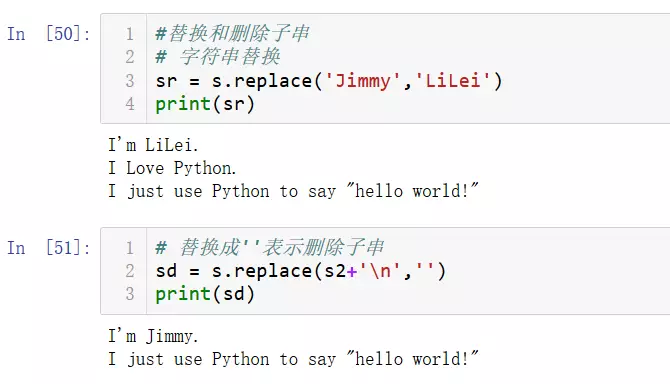 In [50]:
1 #替换和删除子串
2 # 字符串替换
3 sr = s.replace('Jimmy','LiLei')
4 print(sr)
I'm LiLei.
I Love Python.
I just use Python to say "hello world!"
In [51]:
1 # 替换成''表示删除子串
2 sd = s.replace(s2+'\n','')
3 print(sd)
I'm Jimmy.
I just use Python to say "hello world!"